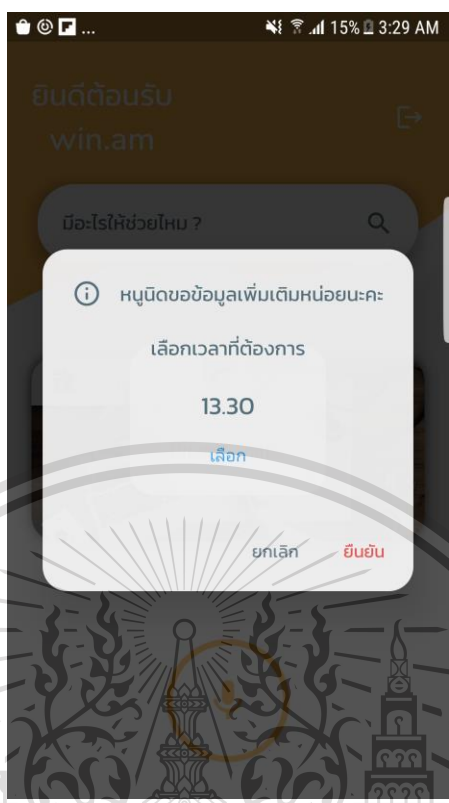 ... 15% 3:29 AM
ยินดีต้อนรับ
win.am
มีอะไรให้ช่วยไหม ?
หนูนิดขอข้อมูลเพิ่มเติมหน่อยนะคะ
เลือกเวลาที่ต้องการ
13.30
เลือก
ยกเลิก ยืนยัน